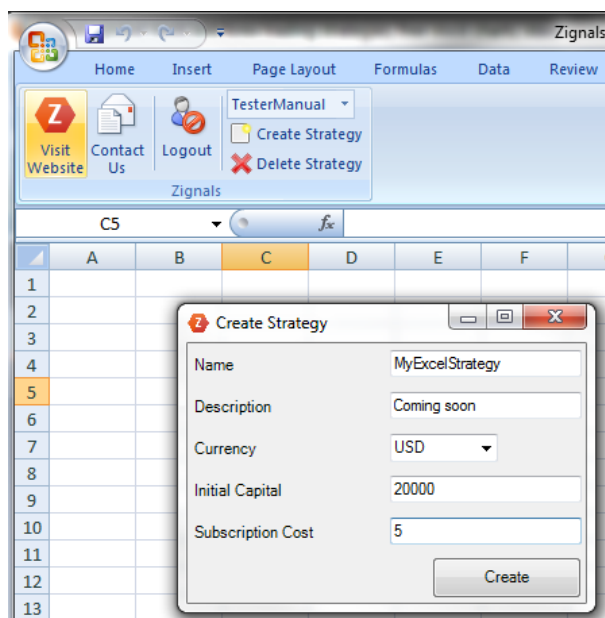 Zignals
Home Insert Page Layout Formulas Data Review
Z
TesterManual
Create Strategy
Delete Strategy
Visit Website
Contact Us
Logout
Zignals
C5 fx
A B C D E F
1
2
3
4
5
6
7
8
9
10
11
12
13
Z Create Strategy
Name MyExcelStrategy
Description Coming soon
Currency USD
Initial Capital 20000
Subscription Cost 5
Create